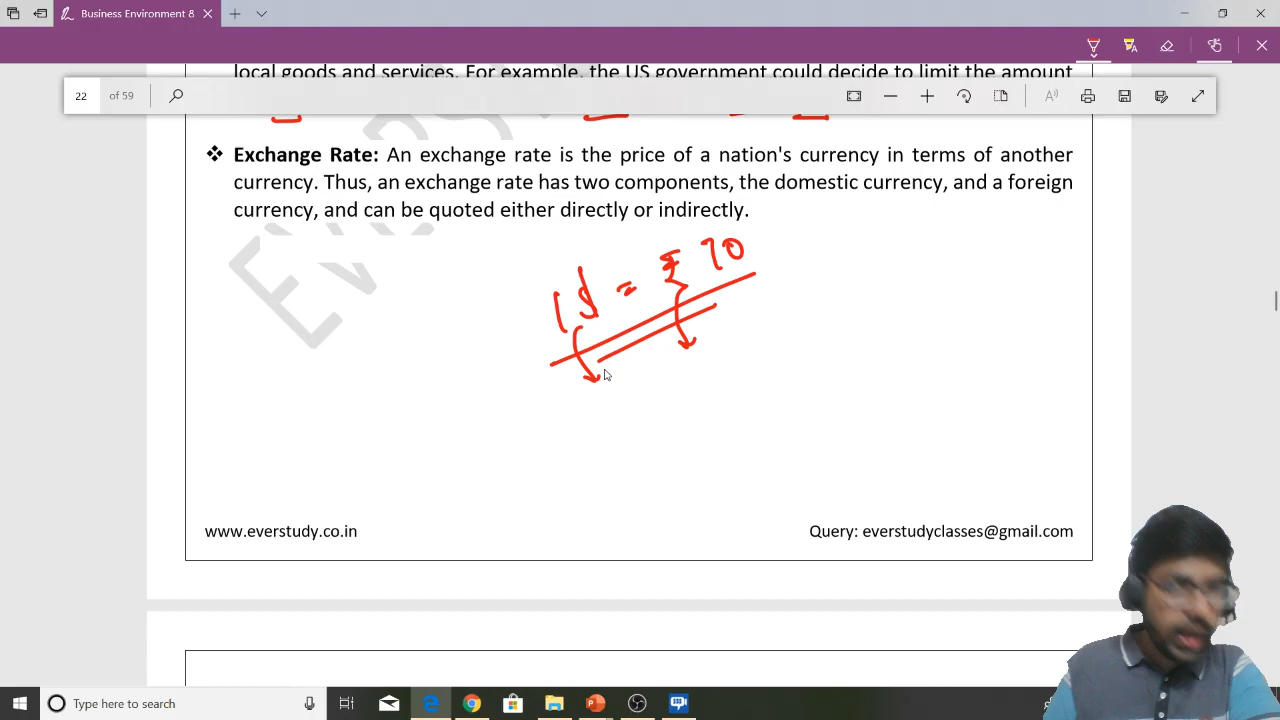 Business Environment 8
local goods and services. For example, the US government could decide to limit the amount
22 of 59
❖ Exchange Rate: An exchange rate is the price of a nation's currency in terms of another
currency. Thus, an exchange rate has two components, the domestic currency, and a foreign
currency, and can be quoted either directly or indirectly.
1$ = ₹ 70
www.everstudy.co.in
Query: everstudyclasses@gmail.com
Type here to search